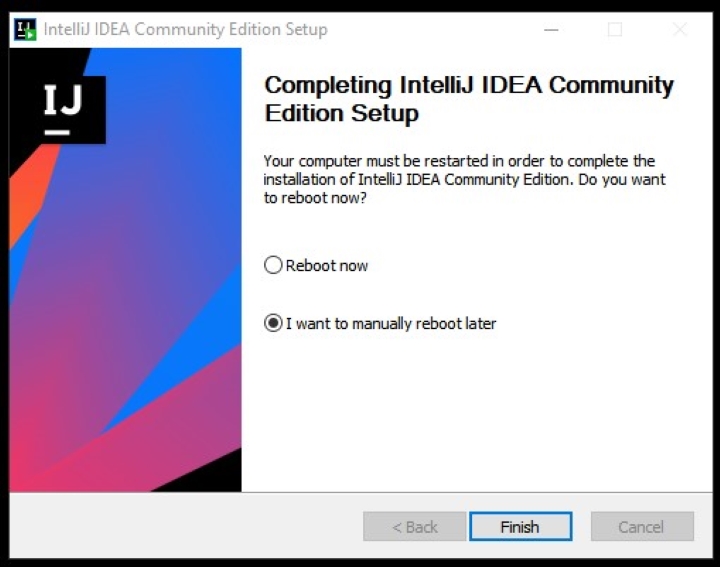 IntelliJ IDEA Community Edition Setup
IJ
Completing IntelliJ IDEA Community
Edition Setup
Your computer must be restarted in order to complete the
installation of IntelliJ IDEA Community Edition. Do you want
to reboot now?
Reboot now
I want to manually reboot later
< Back
Finish
Cancel